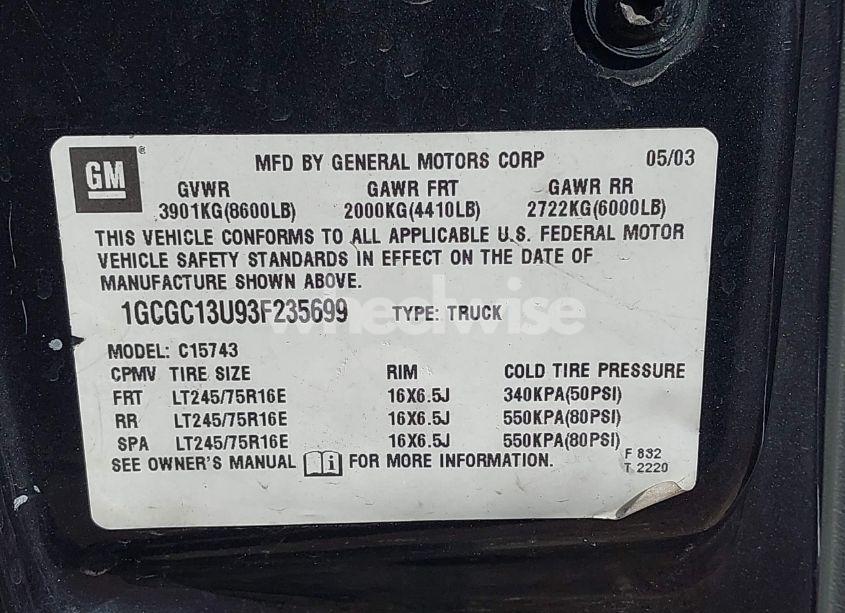 GM
MFD BY GENERAL MOTORS CORP 05/03
GVWR GAWR FRT GAWR RR
3901KG(8600LB) 2000KG(4410LB) 2722KG(6000LB)
THIS VEHICLE CONFORMS TO ALL APPLICABLE U.S. FEDERAL MOTOR
VEHICLE SAFETY STANDARDS IN EFFECT ON THE DATE OF
MANUFACTURE SHOWN ABOVE.
1GCGC13U93F235699 TYPE: TRUCK
wheelwise
MODEL: C15743
CPMV TIRE SIZE RIM COLD TIRE PRESSURE
FRT LT245/75R16E 16X6.5J 340KPA(50PSI)
RR LT245/75R16E 16X6.5J 550KPA(80PSI)
SPA LT245/75R16E 16X6.5J 550KPA(80PSI)
SEE OWNER'S MANUAL i FOR MORE INFORMATION.
F 832
T 2220